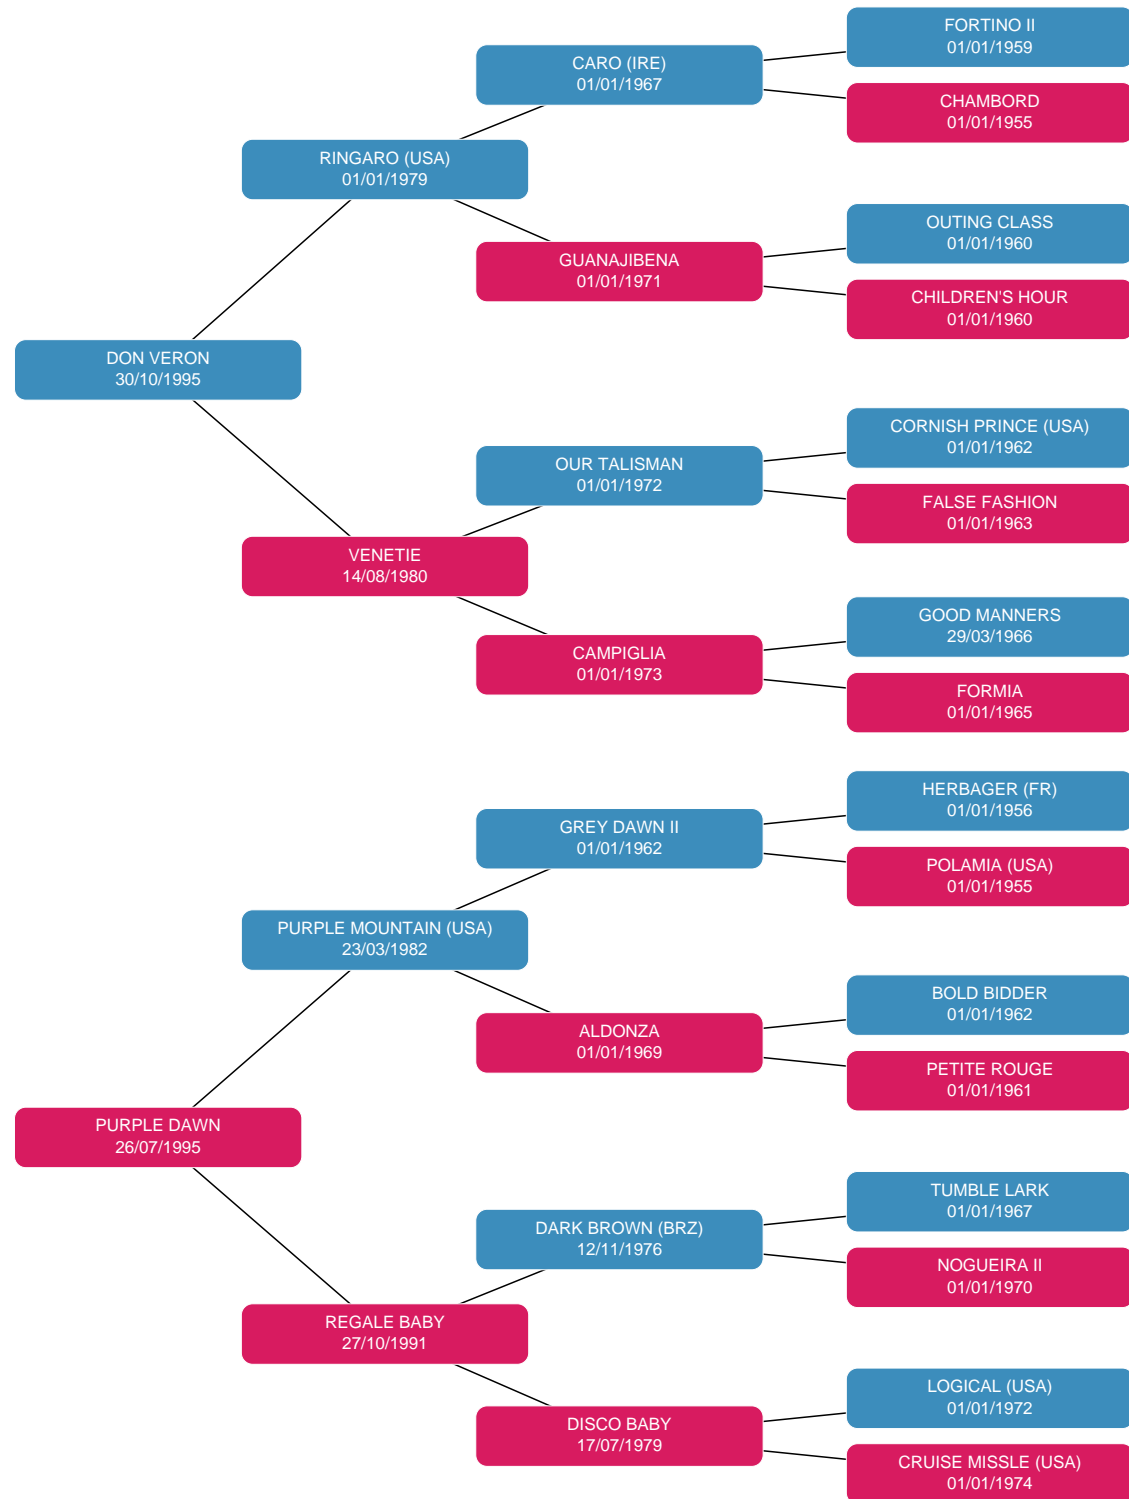 FORTINO II
01/01/1959
CARO (IRE)
01/01/1967
CHAMBORD
01/01/1955
RINGARO (USA)
01/01/1979
OUTING CLASS
01/01/1960
GUANAJIBENA
01/01/1971
CHILDREN'S HOUR
01/01/1960
DON VERON
30/10/1995
CORNISH PRINCE (USA)
01/01/1962
OUR TALISMAN
01/01/1972
FALSE FASHION
01/01/1963
VENETIE
14/08/1980
GOOD MANNERS
29/03/1966
CAMPIGLIA
01/01/1973
FORMIA
01/01/1965
HERBAGER (FR)
01/01/1956
GREY DAWN II
01/01/1962
POLAMIA (USA)
01/01/1955
PURPLE MOUNTAIN (USA)
23/03/1982
BOLD BIDDER
01/01/1962
ALDONZA
01/01/1969
PETITE ROUGE
01/01/1961
PURPLE DAWN
26/07/1995
TUMBLE LARK
01/01/1967
DARK BROWN (BRZ)
12/11/1976
NOGUEIRA II
01/01/1970
REGALE BABY
27/10/1991
LOGICAL (USA)
01/01/1972
DISCO BABY
17/07/1979
CRUISE MISSLE (USA)
01/01/1974